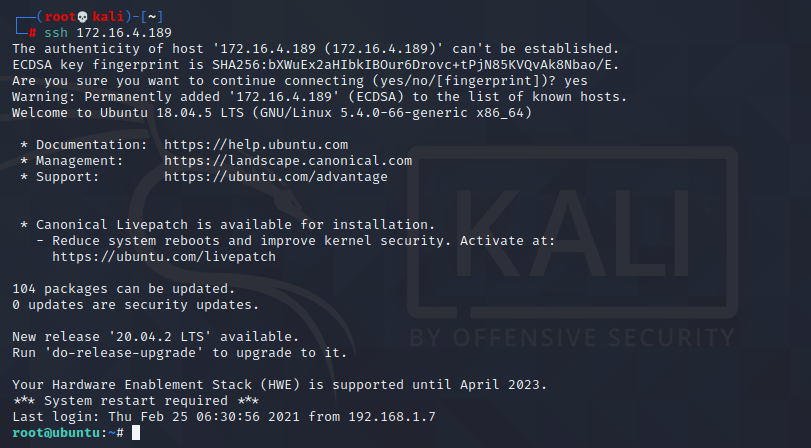 ┌──(root💀kali)-[~]
└─# ssh 172.16.4.189
The authenticity of host '172.16.4.189 (172.16.4.189)' can't be established.
ECDSA key fingerprint is SHA256:bXWuEx2aHIbkIBOur6Drovc+tPjN85KVQvAk8Nbao/E.
Are you sure you want to continue connecting (yes/no/[fingerprint])? yes
Warning: Permanently added '172.16.4.189' (ECDSA) to the list of known hosts.
Welcome to Ubuntu 18.04.5 LTS (GNU/Linux 5.4.0-66-generic x86_64)

 * Documentation:  https://help.ubuntu.com
 * Management:     https://landscape.canonical.com
 * Support:        https://ubuntu.com/advantage

 * Canonical Livepatch is available for installation.
   - Reduce system reboots and improve kernel security. Activate at:
     https://ubuntu.com/livepatch

104 packages can be updated.
0 updates are security updates.

New release '20.04.2 LTS' available.
Run 'do-release-upgrade' to upgrade to it.

Your Hardware Enablement Stack (HWE) is supported until April 2023.
*** System restart required ***
Last login: Thu Feb 25 06:30:56 2021 from 192.168.1.7
root@ubuntu:~#
KALI
BY OFFENSIVE SECURITY